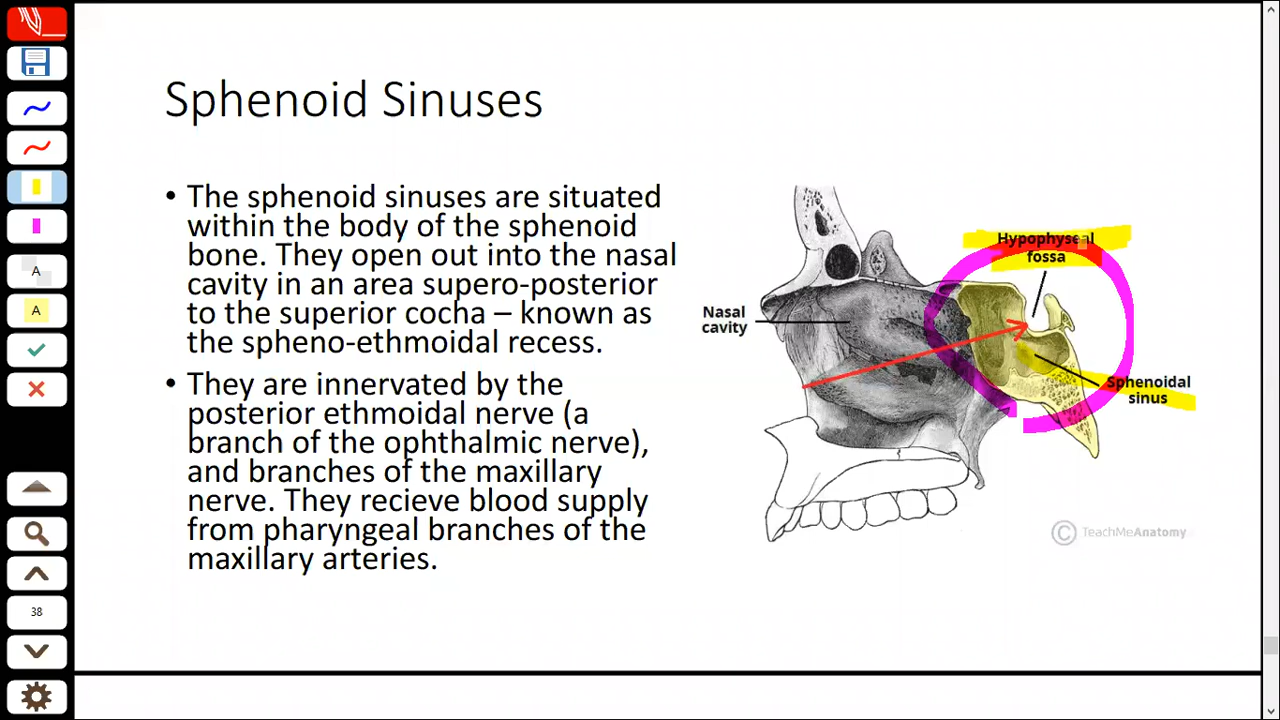 Sphenoid Sinuses
• The sphenoid sinuses are situated
within the body of the sphenoid
bone. They open out into the nasal
cavity in an area supero-posterior
to the superior cocha – known as
the spheno-ethmoidal recess.
• They are innervated by the
posterior ethmoidal nerve (a
branch of the ophthalmic nerve),
and branches of the maxillary
nerve. They recieve blood supply
from pharyngeal branches of the
maxillary arteries.
Hypophyseal
fossa
Nasal
cavity
Sphenoidal
sinus
© TeachMeAnatomy
A
A
38